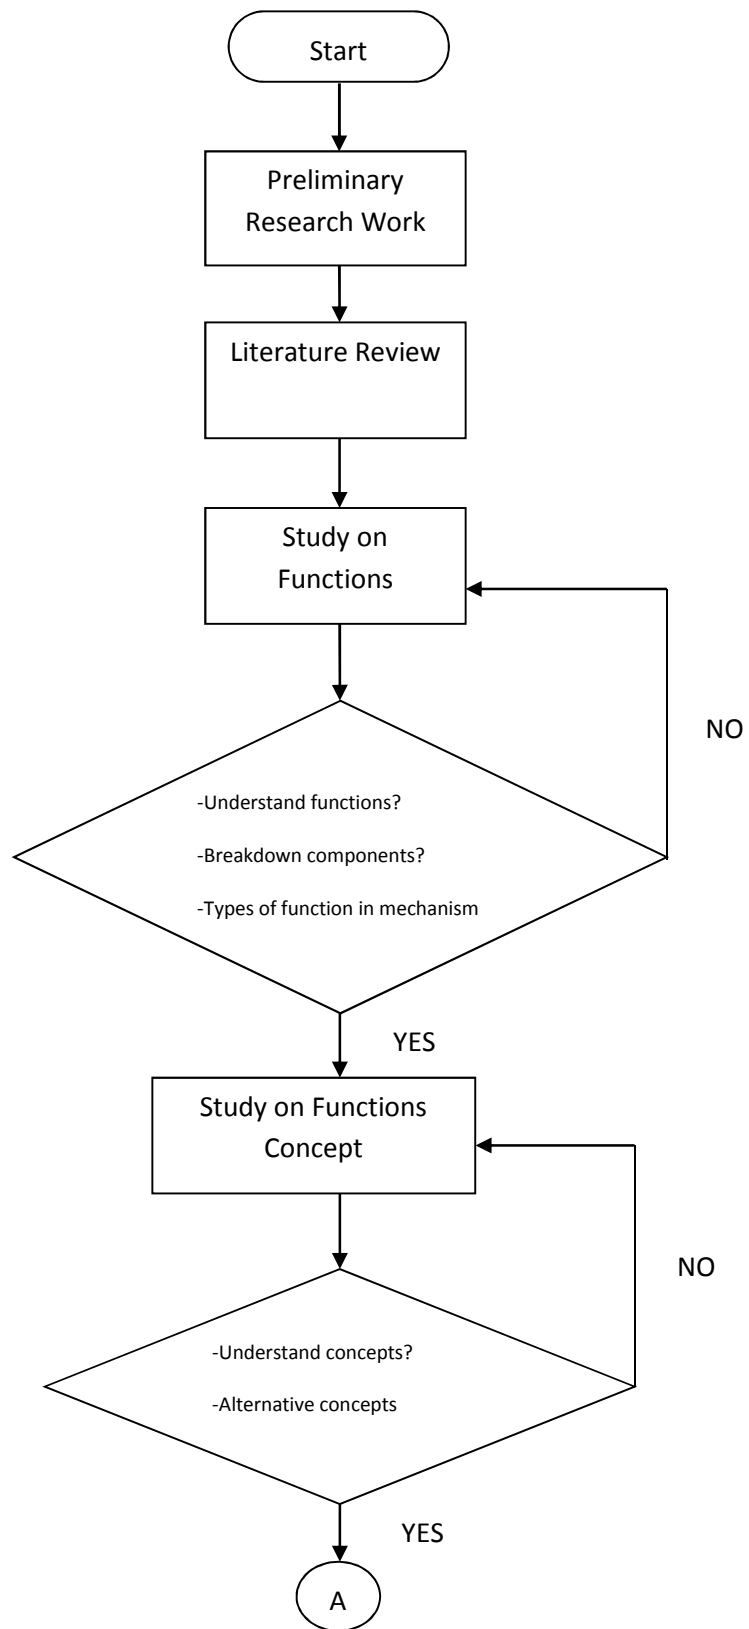 Start
Preliminary
Research Work
Literature Review
Study on
Functions
NO
-Understand functions?
-Breakdown components?
-Types of function in mechanism
YES
Study on Functions
Concept
NO
-Understand concepts?
-Alternative concepts
YES
A